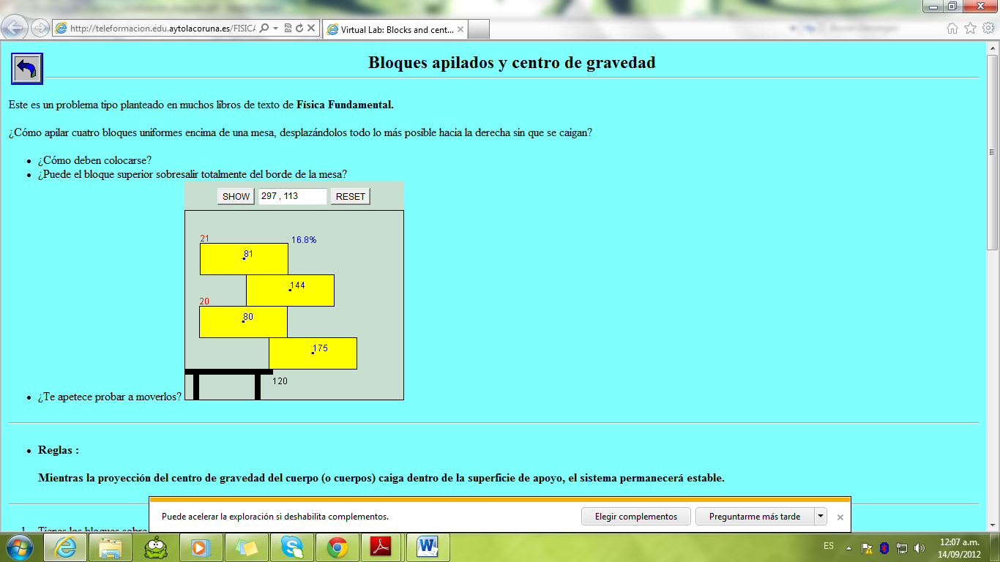 http://teleformacion.edu.aytolacoruna.es/FISICA
Virtual Lab: Blocks and cent...
Bloques apilados y centro de gravedad
Este es un problema tipo planteado en muchos libros de texto de Física Fundamental.
¿Cómo apilar cuatro bloques uniformes encima de una mesa, desplazándolos todo lo más posible hacia la derecha sin que se caigan?
¿Cómo deben colocarse?
¿Puede el bloque superior sobresalir totalmente del borde de la mesa?
SHOW 297 , 113 RESET
21 16.8%
81
144
20
80
175
120
¿Te apetece probar a moverlos?
Reglas :
Mientras la proyección del centro de gravedad del cuerpo (o cuerpos) caiga dentro de la superficie de apoyo, el sistema permanecerá estable.
Puede acelerar la exploración si deshabilita complementos. Elegir complementos Preguntarme más tarde
1. Tienes los bloques sobre
ES 12:07 a.m.
14/09/2012